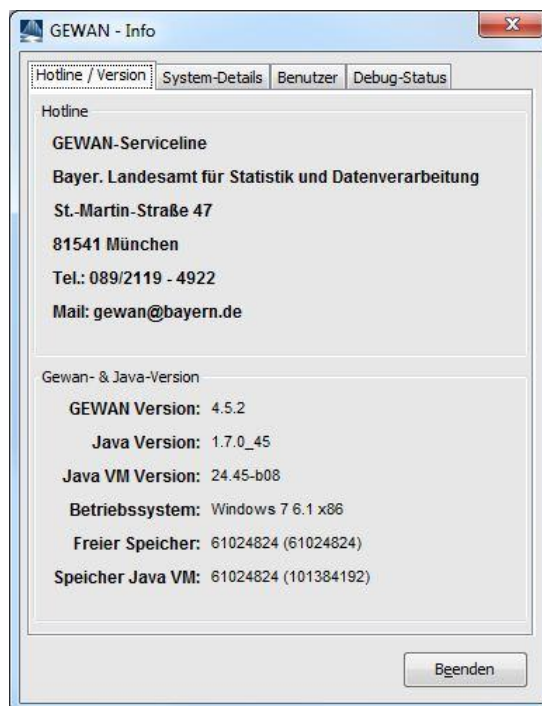 GEWAN - Info
Hotline / Version System-Details Benutzer Debug-Status
Hotline
GEWAN-Serviceline
Bayer. Landesamt für Statistik und Datenverarbeitung
St.-Martin-Straße 47
81541 München
Tel.: 089/2119 - 4922
Mail: gewan@bayern.de
Gewan- & Java-Version
GEWAN Version: 4.5.2
Java Version: 1.7.0_45
Java VM Version: 24.45-b08
Betriebssystem: Windows 7 6.1 x86
Freier Speicher: 61024824 (61024824)
Speicher Java VM: 61024824 (101384192)
Beenden